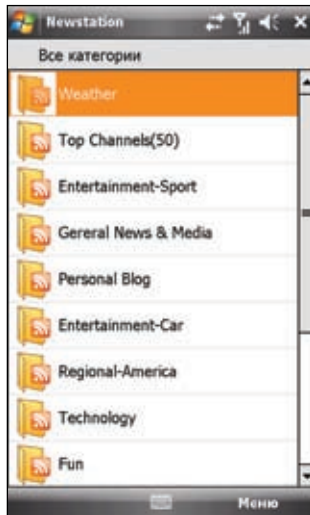 Newstation
Все категории
Weather
Top Channels(50)
Entertainment-Sport
Gereral News & Media
Personal Blog
Entertainment-Car
Regional-America
Technology
Fun
Меню